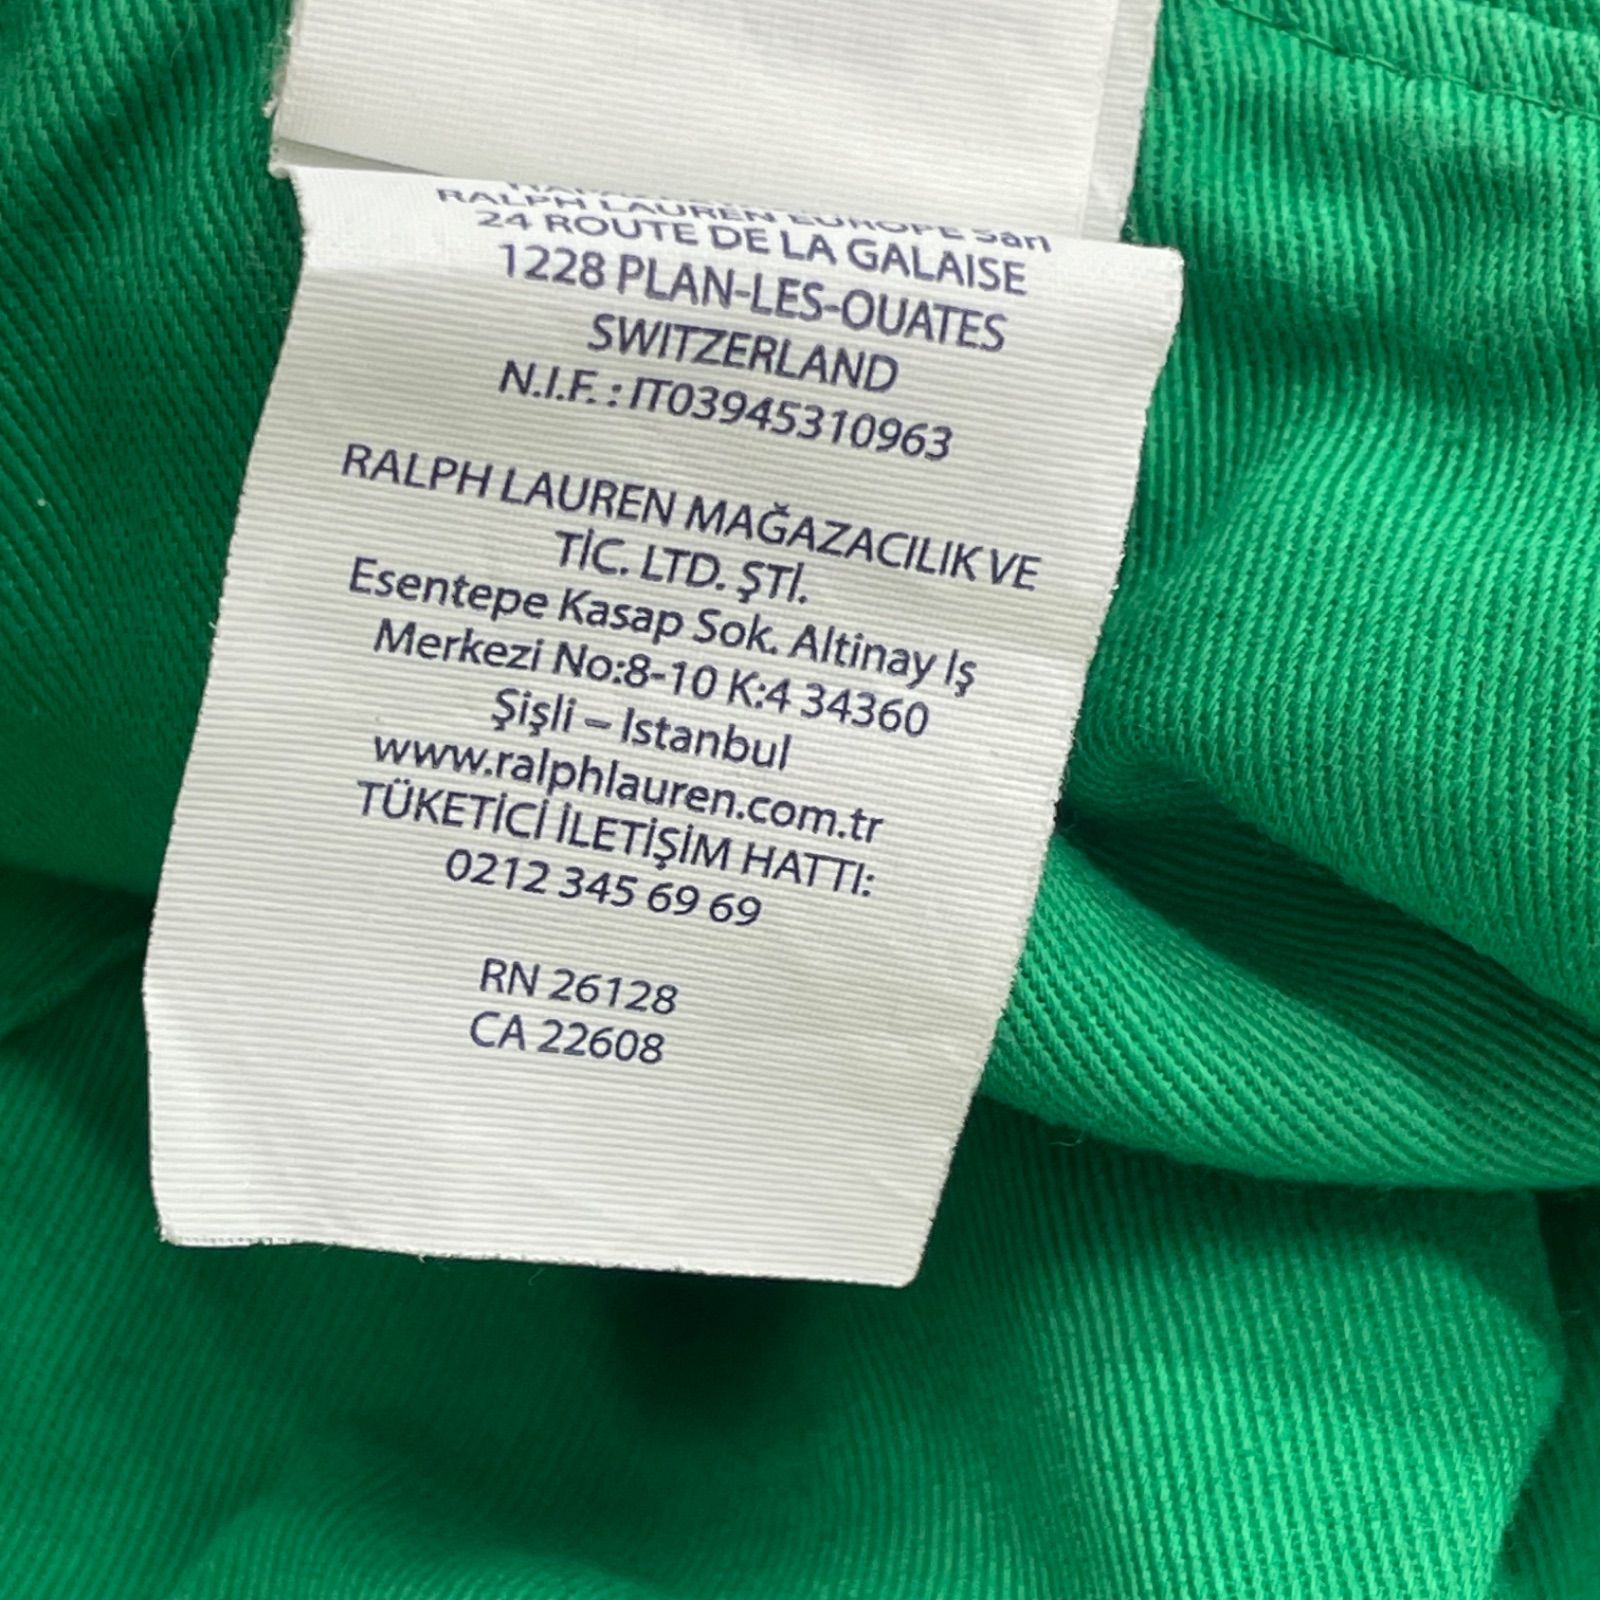 RALPH LAUREN EUROPE Sàrl
24 ROUTE DE LA GALAISE
1228 PLAN-LES-OUATES
SWITZERLAND
N.I.F. : IT03945310963
RALPH LAUREN MAĞAZACILIK VE
TİC. LTD. ŞTİ.
Esentepe Kasap Sok. Altinay Iş
Merkezi No:8-10 K:4 34360
Şişli – Istanbul
www.ralphlauren.com.tr
TÜKETİCİ İLETİŞİM HATTI:
0212 345 69 69
RN 26128
CA 22608